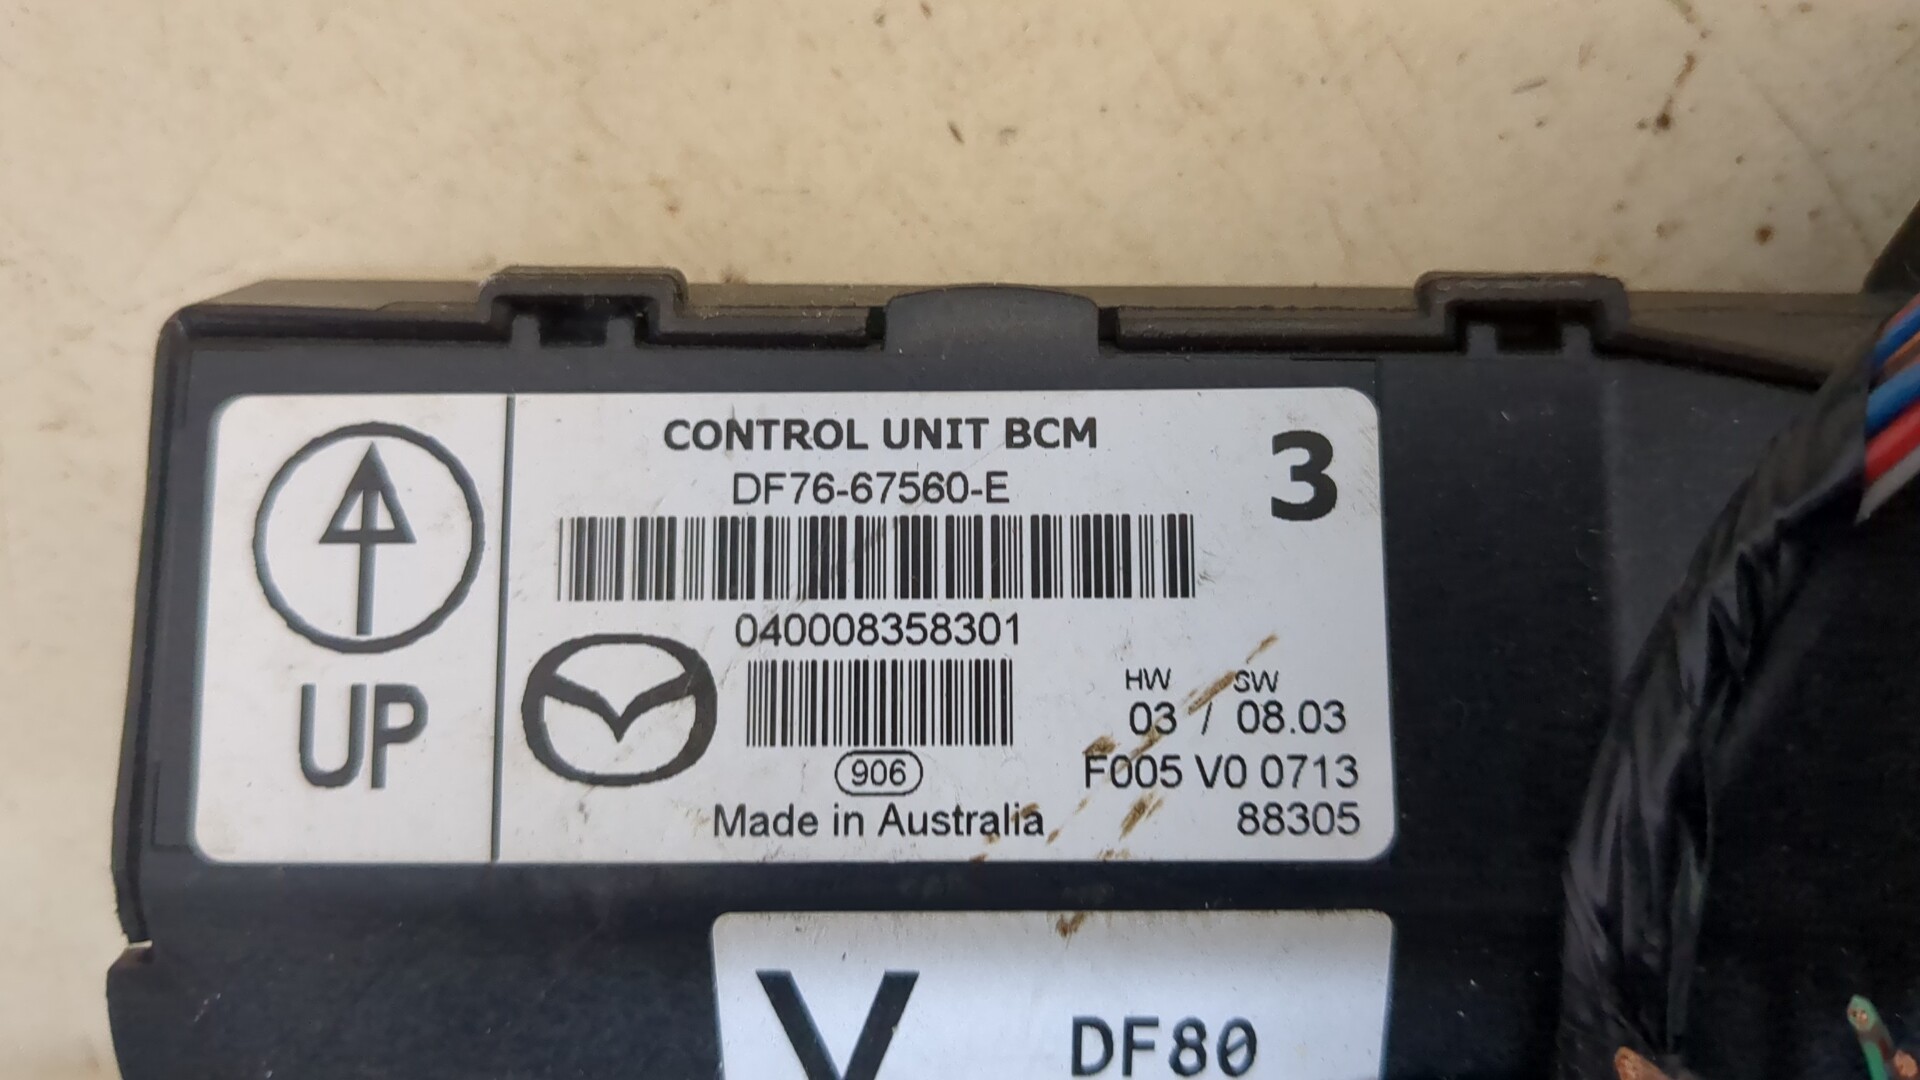 CONTROL UNIT BCM
DF76-67560-E
3
040008358301
UP
HW SW
03 / 08.03
906
F005 V0 0713
Made in Australia
88305
V
DF80